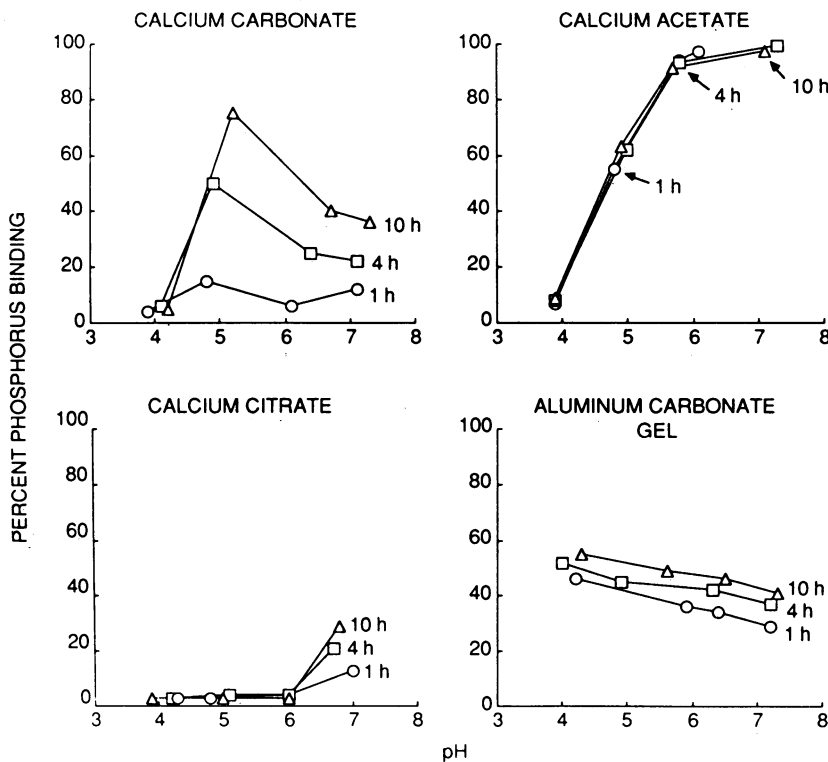 CALCIUM CARBONATE
100
80
60
40
20
0
3 4 5 6 7 8
10 h
4 h
1 h
CALCIUM ACETATE
100
80
60
40
20
0
3 4 5 6 7 8
4 h
10 h
1 h
PERCENT PHOSPHORUS BINDING
CALCIUM CITRATE
100
80
60
40
20
0
3 4 5 6 7 8
10 h
4 h
1 h
ALUMINUM CARBONATE
GEL
100
80
60
40
20
0
3 4 5 6 7 8
10 h
4 h
1 h
pH